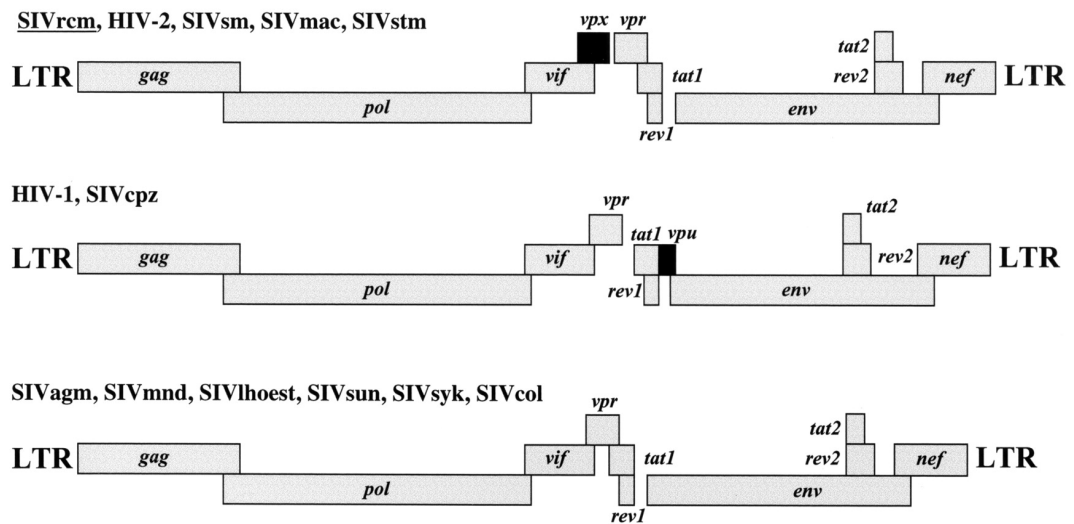 SIVrcm, HIV-2, SIVsm, SIVmac, SIVstm
vpx vpr
tat2
LTR gag vif tat1 rev2 nef LTR
pol env
rev1
HIV-1, SIVcpz
vpr
tat2
LTR gag vif tat1 vpu rev2 nef LTR
pol rev1 env
SIVagm, SIVmnd, SIVlhoest, SIVsun, SIVsyk, SIVcol
vpr
tat2
LTR gag vif tat1 rev2 nef LTR
pol env
rev1